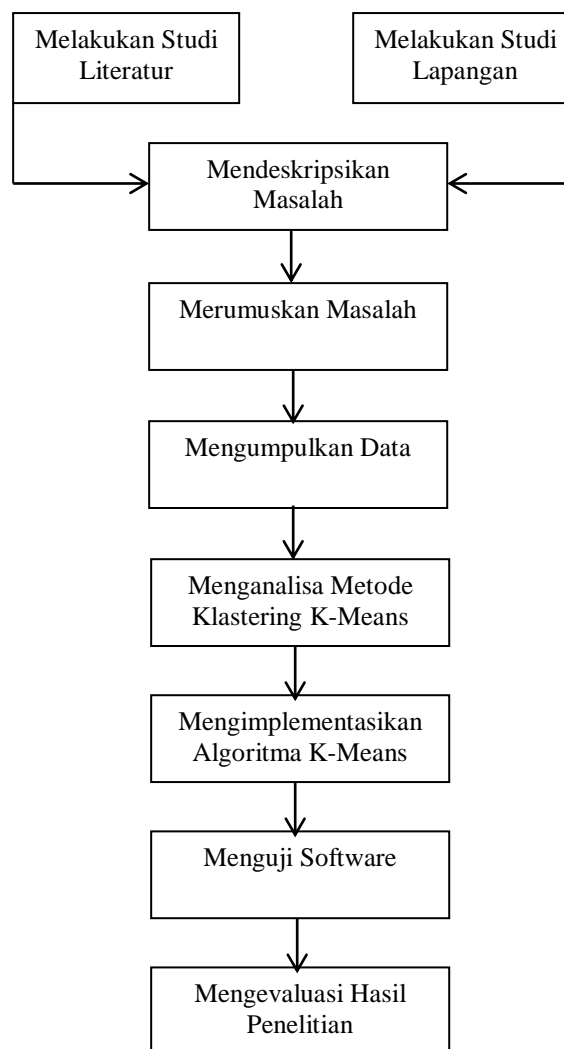 Melakukan Studi
Literatur
Melakukan Studi
Lapangan
Mendeskripsikan
Masalah
Merumuskan Masalah
Mengumpulkan Data
Menganalisa Metode
Klastering K-Means
Mengimplementasikan
Algoritma K-Means
Menguji Software
Mengevaluasi Hasil
Penelitian